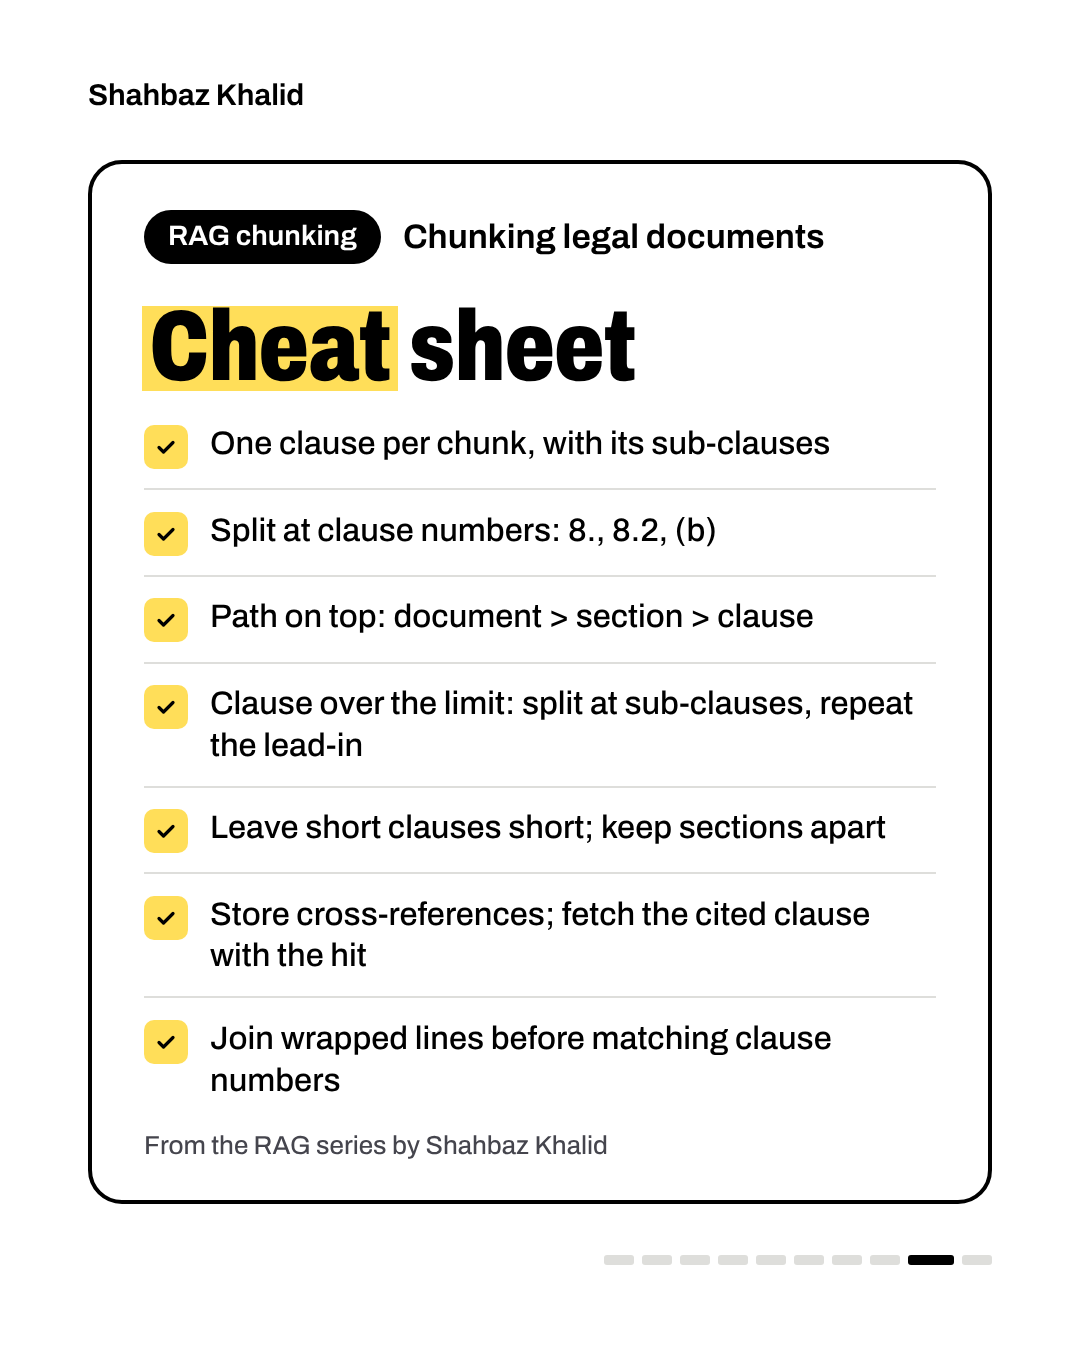 Shahbaz Khalid
RAG chunking Chunking legal documents
Cheat sheet
One clause per chunk, with its sub-clauses
Split at clause numbers: 8., 8.2, (b)
Path on top: document > section > clause
Clause over the limit: split at sub-clauses, repeat
the lead-in
Leave short clauses short; keep sections apart
Store cross-references; fetch the cited clause
with the hit
Join wrapped lines before matching clause
numbers
From the RAG series by Shahbaz Khalid